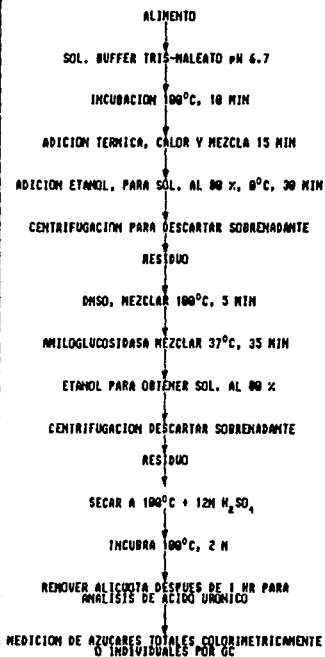 ALIMENTO
SOL. BUFFER TRIS-MALEATO pH 6.7
INCUBACION 100°C, 10 MIN
ADICION TERMICA, CALOR Y MEZCLA 15 MIN
ADICION ETANOL, PARA SOL. AL 80 %, 0°C, 30 MIN
CENTRIFUGACION PARA DESCARTAR SOBRENADANTE
RESIDUO
DMSO, MEZCLAR 100°C, 5 MIN
AMILOGLUCOSIDASA MEZCLAR 37°C, 35 MIN
ETANOL PARA OBTENER SOL. AL 80 %
CENTRIFUGACION DESCARTAR SOBRENADANTE
RESIDUO
SECAR A 100°C + 12M H₂SO₄
INCUBRA 100°C, 2 H
REMOVER ALICUOTA DESPUES DE 1 HR PARA
ANALISIS DE ACIDO URONICO
MEDICION DE AZUCARES TOTALES COLORIMETRICAMENTE
O INDIVIDUALES POR GC